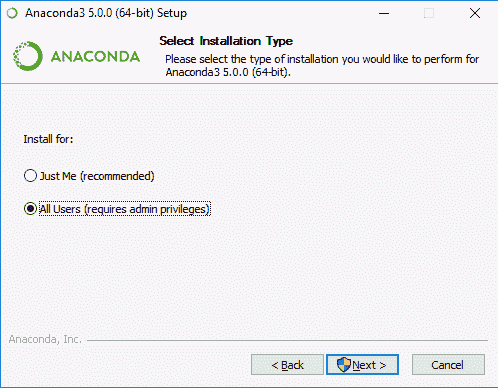 Anaconda3 5.0.0 (64-bit) Setup
ANACONDA
Select Installation Type
Please select the type of installation you would like to perform for
Anaconda3 5.0.0 (64-bit).
Install for:
Just Me (recommended)
All Users (requires admin privileges)
Anaconda, Inc.
< Back
Next >
Cancel